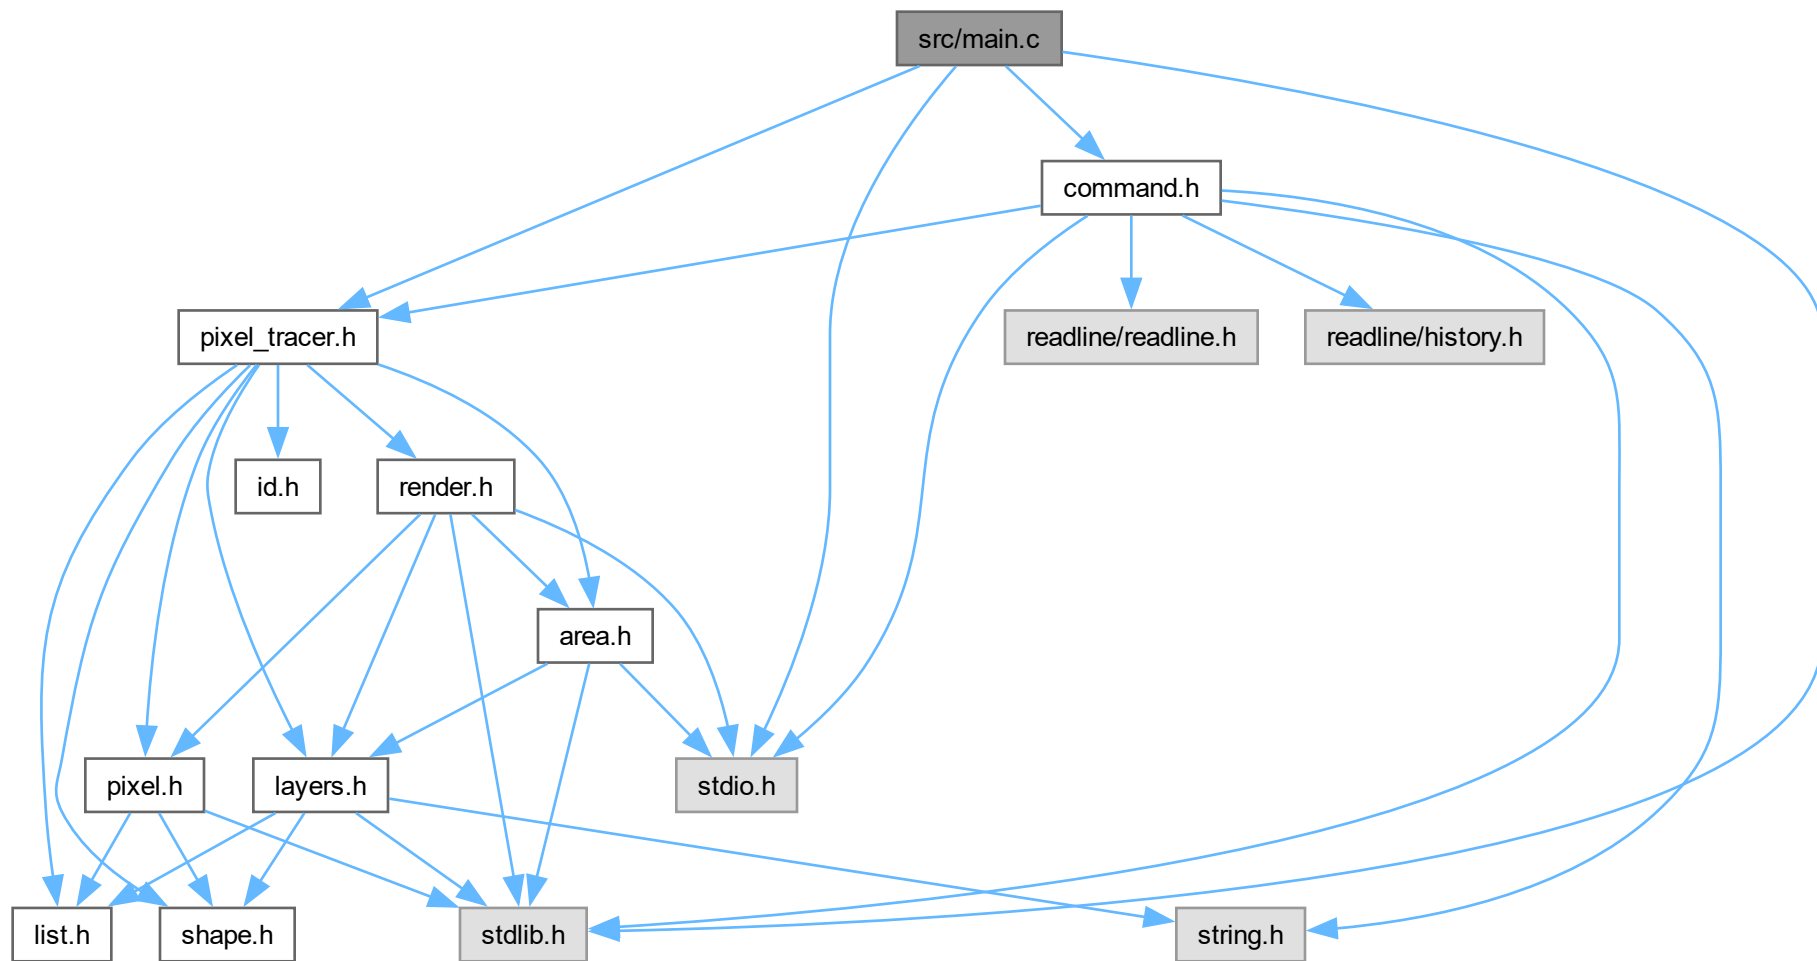 src/main.c
command.h
pixel_tracer.h
readline/readline.h
readline/history.h
id.h
render.h
area.h
pixel.h
layers.h
stdio.h
list.h
shape.h
stdlib.h
string.h